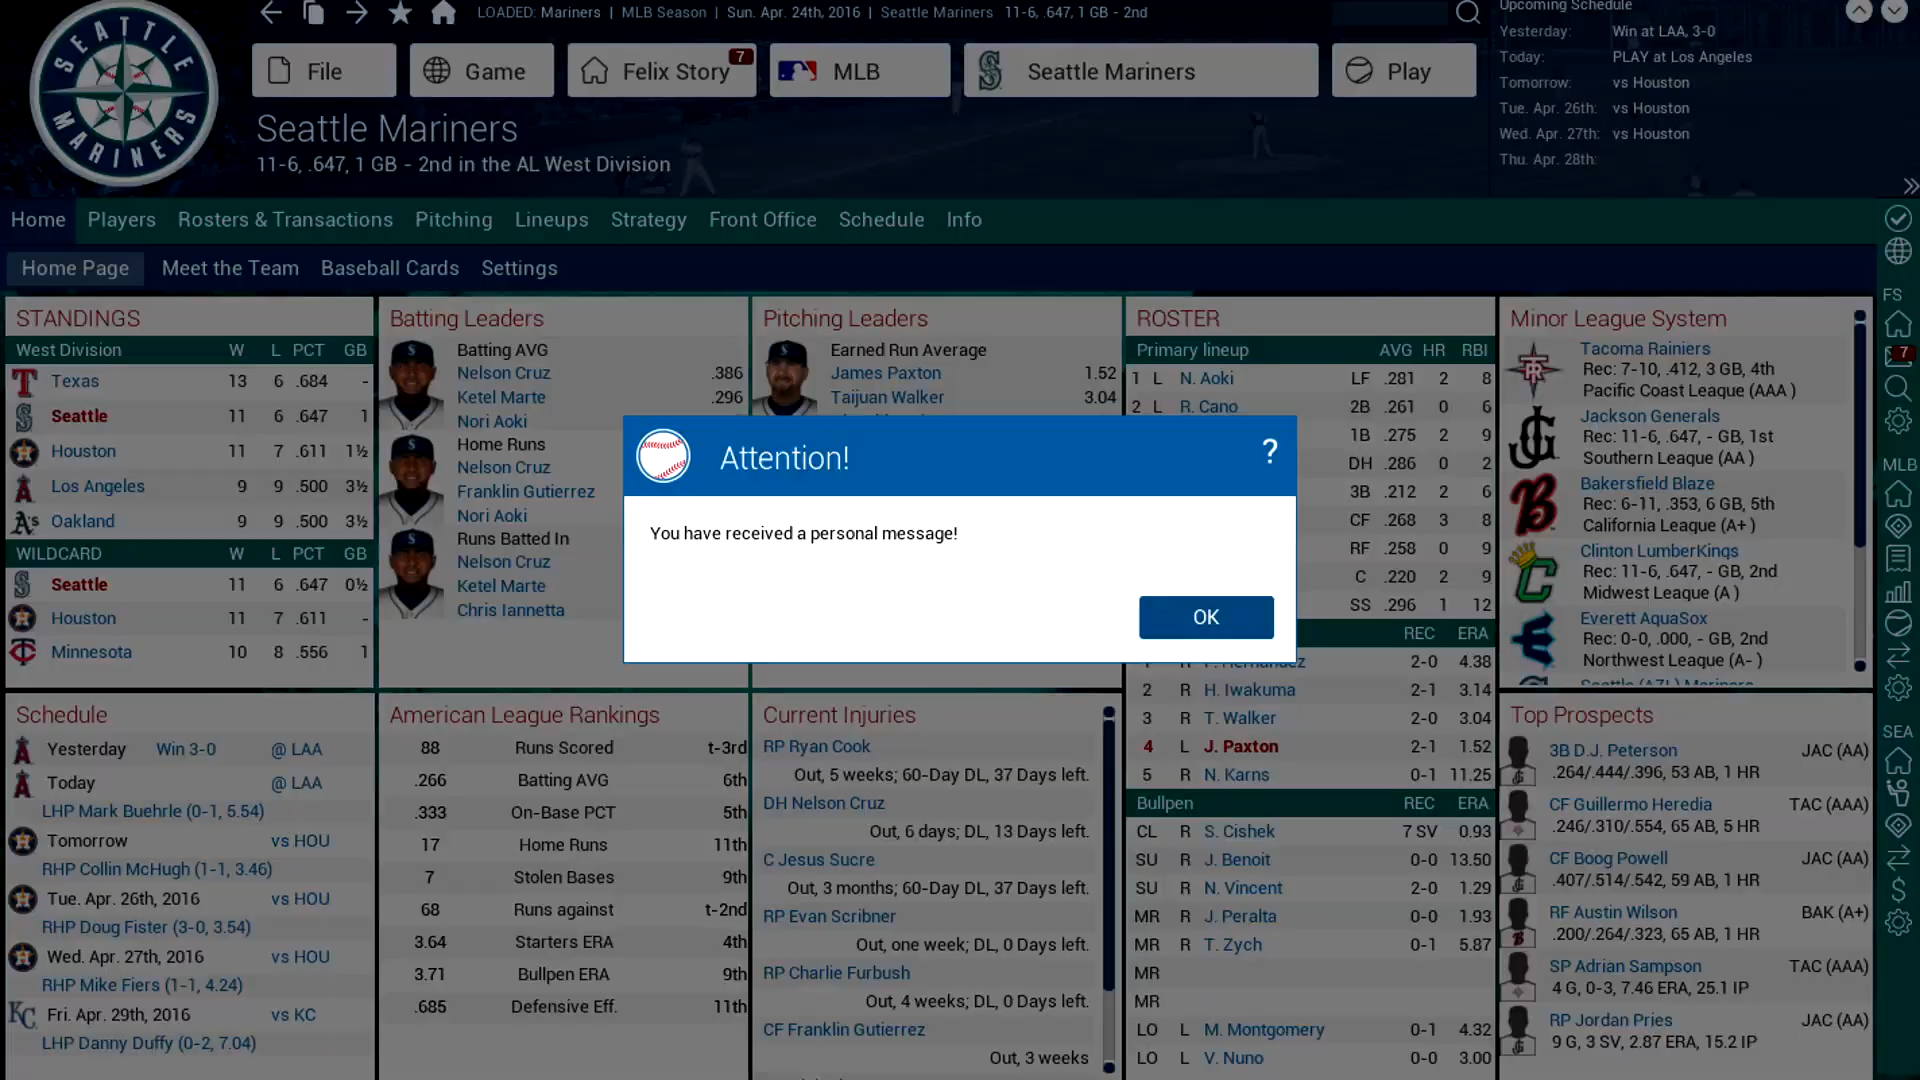 LOADED: Mariners | MLB Season | Sun. Apr. 24th, 2016 | Seattle Mariners 11-6, .647, 1 GB - 2nd
File
Game
Felix Story 7
MLB
Seattle Mariners
Play
SEATTLE MARINERS
Seattle Mariners
11-6, .647, 1 GB - 2nd in the AL West Division
Upcoming Schedule
Yesterday: Win at LAA, 3-0
Today: PLAY at Los Angeles
Tomorrow: vs Houston
Tue. Apr. 26th: vs Houston
Wed. Apr. 27th: vs Houston
Thu. Apr. 28th:
Home Players Rosters & Transactions Pitching Lineups Strategy Front Office Schedule Info
Home Page Meet the Team Baseball Cards Settings
STANDINGS
West Division W L PCT GB
Texas 13 6 .684 -
Seattle 11 6 .647 1
Houston 11 7 .611 1½
Los Angeles 9 9 .500 3½
Oakland 9 9 .500 3½
WILDCARD W L PCT GB
Seattle 11 6 .647 0½
Houston 11 7 .611 -
Minnesota 10 8 .556 1
Batting Leaders
Batting AVG
Nelson Cruz .386
Ketel Marte .296
Nori Aoki
Home Runs
Nelson Cruz
Franklin Gutierrez
Nori Aoki
Runs Batted In
Nelson Cruz
Ketel Marte
Chris Iannetta
Pitching Leaders
Earned Run Average
James Paxton 1.52
Taijuan Walker 3.04
Attention!
?
You have received a personal message!
OK
ROSTER
Primary lineup AVG HR RBI
1 L N. Aoki LF .281 2 8
2 L R. Cano 2B .261 0 6
1B .275 2 9
DH .286 0 2
3B .212 2 6
CF .268 3 8
RF .258 0 9
C .220 2 9
SS .296 1 12
REC ERA
1 R F. Hernandez 2-0 4.38
2 R H. Iwakuma 2-1 3.14
3 R T. Walker 2-0 3.04
4 L J. Paxton 2-1 1.52
5 R N. Karns 0-1 11.25
Bullpen REC ERA
CL R S. Cishek 7 SV 0.93
SU R J. Benoit 0-0 13.50
SU R N. Vincent 2-0 1.29
MR R J. Peralta 0-0 1.93
MR R T. Zych 0-1 5.87
MR
MR
LO L M. Montgomery 0-1 4.32
LO L V. Nuno 0-0 3.00
Minor League System
Tacoma Rainiers
Rec: 7-10, .412, 3 GB, 4th
Pacific Coast League (AAA )
Jackson Generals
Rec: 11-6, .647, - GB, 1st
Southern League (AA )
Bakersfield Blaze
Rec: 6-11, .353, 6 GB, 5th
California League (A+ )
Clinton LumberKings
Rec: 11-6, .647, - GB, 2nd
Midwest League (A )
Everett AquaSox
Rec: 0-0, .000, - GB, 2nd
Northwest League (A- )
Seattle (AZL) Mariners
Schedule
Yesterday Win 3-0 @ LAA
Today @ LAA
LHP Mark Buehrle (0-1, 5.54)
Tomorrow vs HOU
RHP Collin McHugh (1-1, 3.46)
Tue. Apr. 26th, 2016 vs HOU
RHP Doug Fister (3-0, 3.54)
Wed. Apr. 27th, 2016 vs HOU
RHP Mike Fiers (1-1, 4.24)
Fri. Apr. 29th, 2016 vs KC
LHP Danny Duffy (0-2, 7.04)
American League Rankings
88 Runs Scored t-3rd
.266 Batting AVG 6th
.333 On-Base PCT 5th
17 Home Runs 11th
7 Stolen Bases 9th
68 Runs against t-2nd
3.64 Starters ERA 4th
3.71 Bullpen ERA 9th
.685 Defensive Eff. 11th
Current Injuries
RP Ryan Cook
Out, 5 weeks; 60-Day DL, 37 Days left.
DH Nelson Cruz
Out, 6 days; DL, 13 Days left.
C Jesus Sucre
Out, 3 months; 60-Day DL, 37 Days left.
RP Evan Scribner
Out, one week; DL, 0 Days left.
RP Charlie Furbush
Out, 4 weeks; DL, 0 Days left.
CF Franklin Gutierrez
Out, 3 weeks
Top Prospects
3B D.J. Peterson JAC (AA)
.264/.444/.396, 53 AB, 1 HR
CF Guillermo Heredia TAC (AAA)
.246/.310/.554, 65 AB, 5 HR
CF Boog Powell JAC (AA)
.407/.514/.542, 59 AB, 1 HR
RF Austin Wilson BAK (A+)
.200/.264/.323, 65 AB, 1 HR
SP Adrian Sampson TAC (AAA)
4 G, 0-3, 7.46 ERA, 25.1 IP
RP Jordan Pries JAC (AA)
9 G, 3 SV, 2.87 ERA, 15.2 IP
FS
7
MLB
SEA